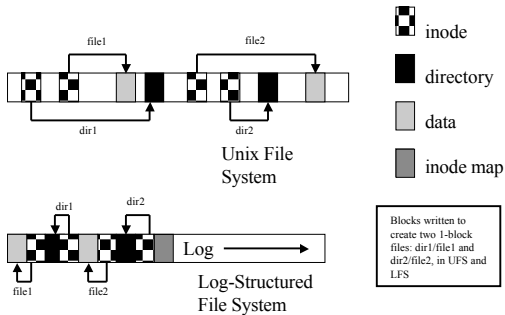 file1
file2
dir1
dir2
Unix File
System
inode
directory
data
inode map
dir1
dir2
Log
file1
file2
Log-Structured
File System
Blocks written to
create two 1-block
files: dir1/file1 and
dir2/file2, in UFS and
LFS